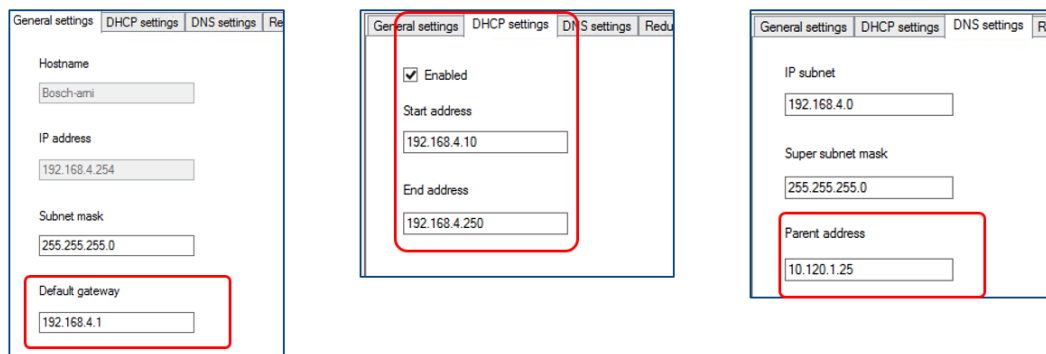 General settings DHCP settings DNS settings Re
Hostname
Bosch-ami
IP address
192.168.4.254
Subnet mask
255.255.255.0
Default gateway
192.168.4.1
General settings DHCP settings DNS settings Redu
Enabled
Start address
192.168.4.10
End address
192.168.4.250
General settings DHCP settings DNS settings R
IP subnet
192.168.4.0
Super subnet mask
255.255.255.0
Parent address
10.120.1.25